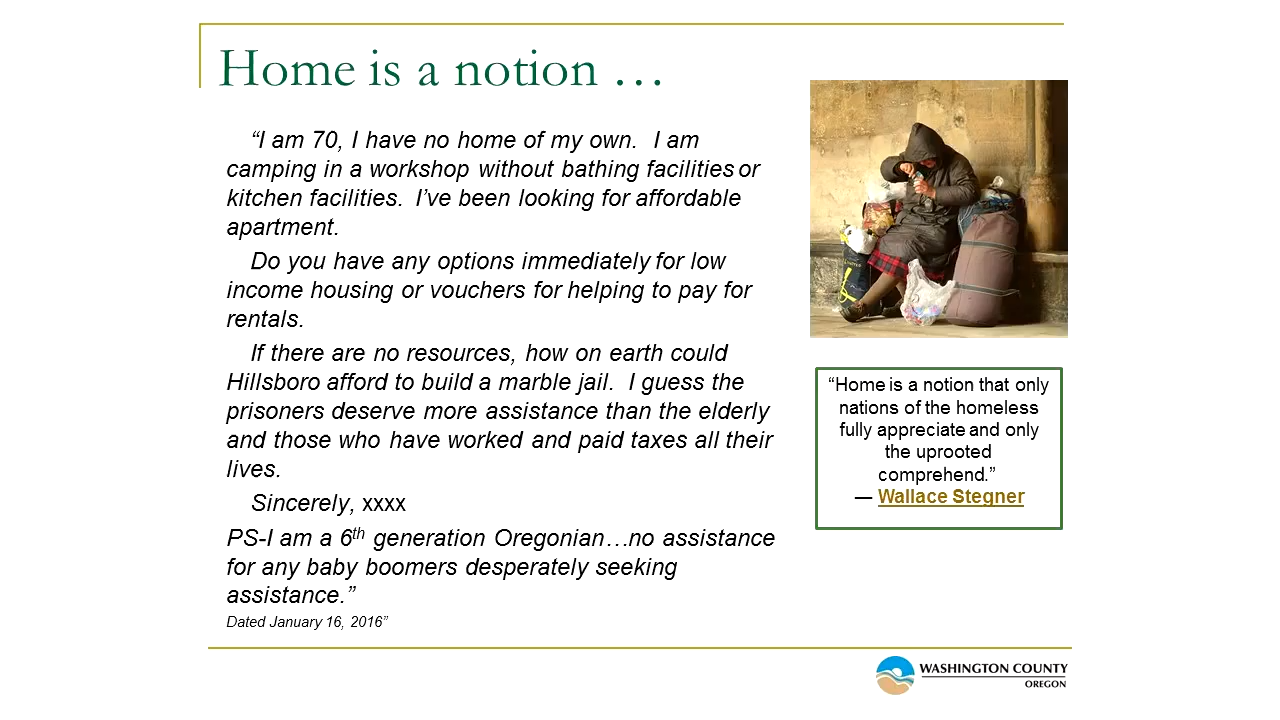 Home is a notion …
“I am 70, I have no home of my own.  I am
camping in a workshop without bathing facilities or
kitchen facilities.  I’ve been looking for affordable
apartment.
Do you have any options immediately for low
income housing or vouchers for helping to pay for
rentals.
If there are no resources, how on earth could
Hillsboro afford to build a marble jail.  I guess the
prisoners deserve more assistance than the elderly
and those who have worked and paid taxes all their
lives.
Sincerely, xxxx
PS-I am a 6th generation Oregonian…no assistance
for any baby boomers desperately seeking
assistance.”
Dated January 16, 2016”
“Home is a notion that only
nations of the homeless
fully appreciate and only
the uprooted
comprehend.”
― Wallace Stegner
WASHINGTON COUNTY
OREGON